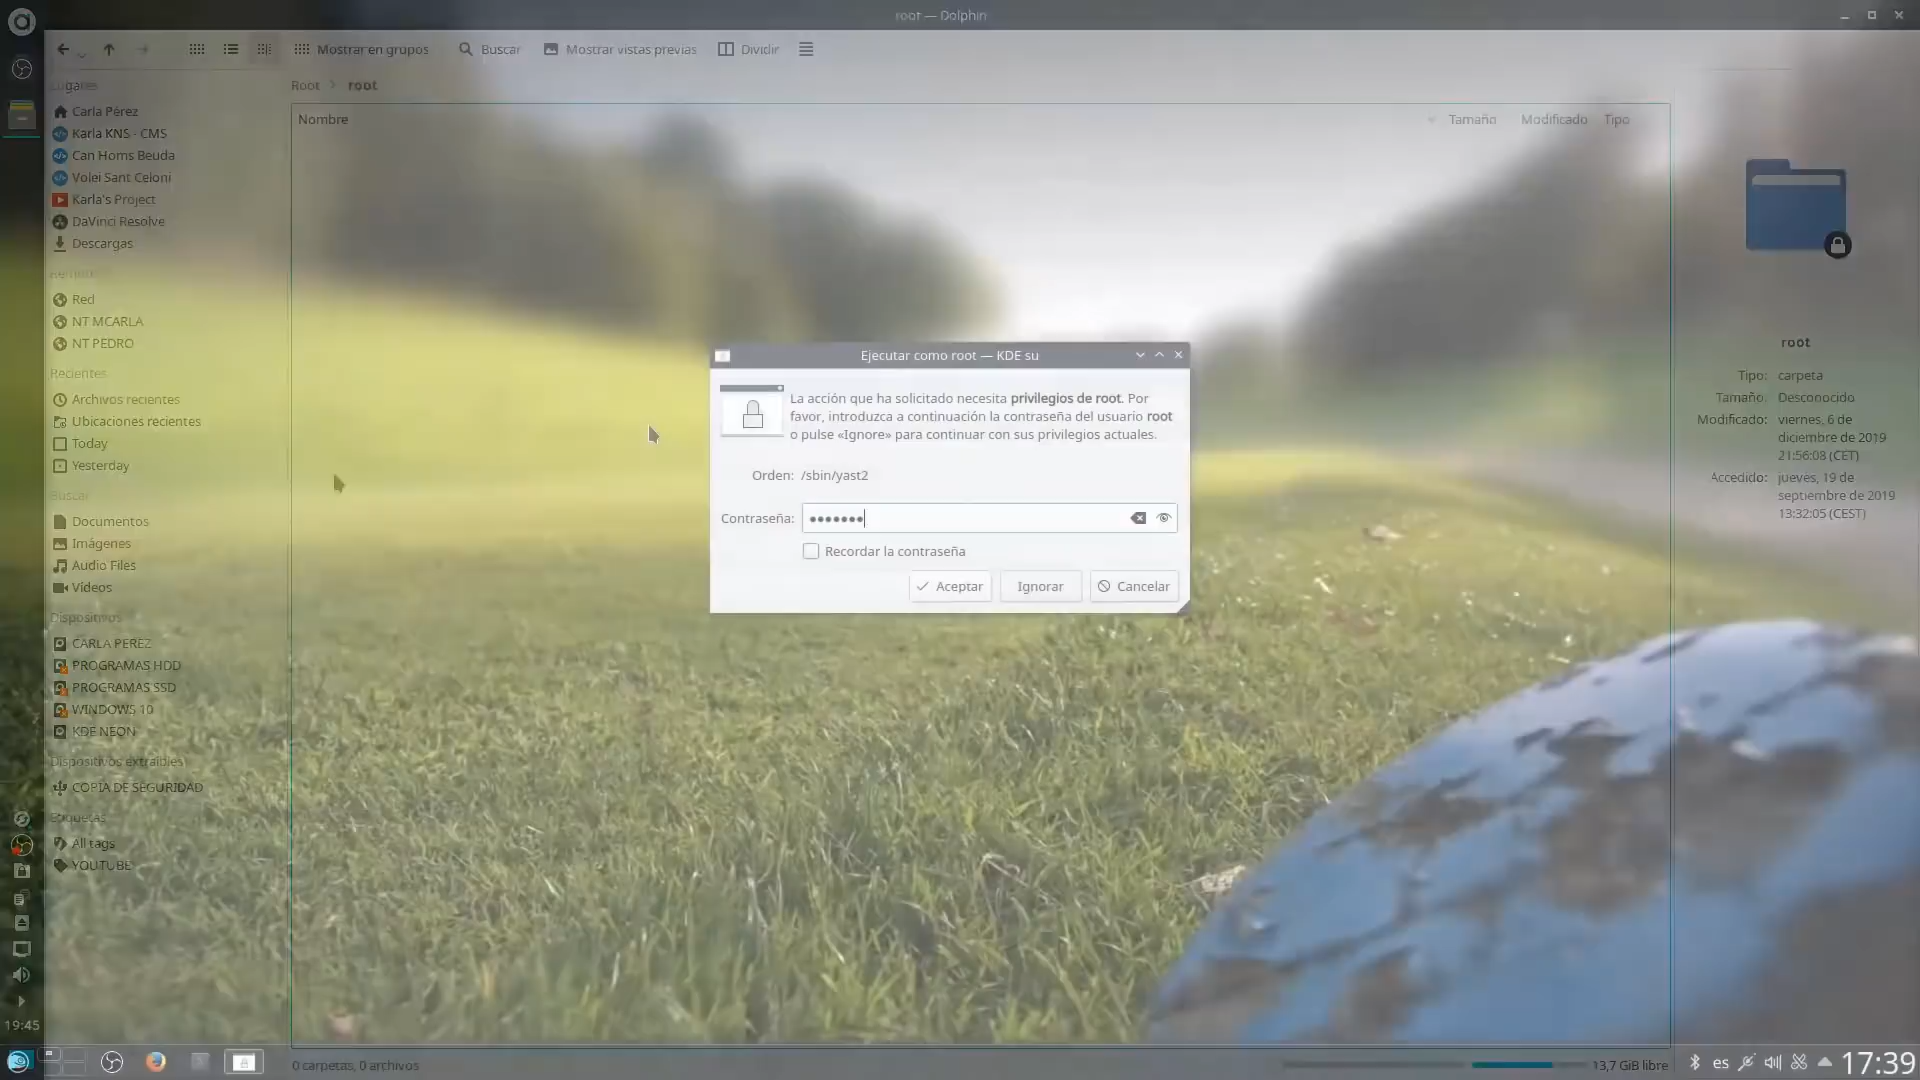 root — Dolphin
Mostrar en grupos
Buscar
Mostrar vistas previas
Dividir
Lugares
Carla Pérez
Karla KNS - CMS
Can Homs Beuda
Volei Sant Celoni
Karla's Project
DaVinci Resolve
Descargas
Red
NT MCARLA
NT PEDRO
Recientes
Archivos recientes
Ubicaciones recientes
Today
Yesterday
Buscar
Documentos
Imágenes
Audio Files
Vídeos
Dispositivos
CARLA PEREZ
PROGRAMAS HDD
PROGRAMAS SSD
WINDOWS 10
KDE NEON
Dispositivos extraíbles
COPIA DE SEGURIDAD
Etiquetas
All tags
YOUTUBE
19:45
Root > root
Nombre
Tamaño Modificado Tipo
Ejecutar como root — KDE su
La acción que ha solicitado necesita privilegios de root. Por
favor, introduzca a continuación la contraseña del usuario root
o pulse «Ignore» para continuar con sus privilegios actuales.
Orden: /sbin/yast2
Contraseña: •••••••
Recordar la contraseña
Aceptar
Ignorar
Cancelar
root
Tipo: carpeta
Tamaño: Desconocido
Modificado: viernes, 6 de
diciembre de 2019
21:56:08 (CET)
Accedido: jueves, 19 de
septiembre de 2019
13:32:05 (CEST)
0 carpetas, 0 archivos
13,7 GiB libre
es
17:39